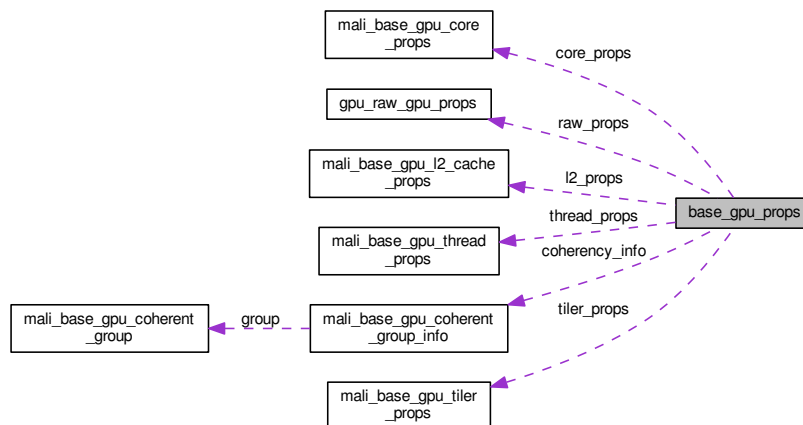 mali_base_gpu_core
_props
core_props
gpu_raw_gpu_props
raw_props
mali_base_gpu_l2_cache
_props
l2_props
base_gpu_props
thread_props
mali_base_gpu_thread
_props
coherency_info
mali_base_gpu_coherent
_group
group
mali_base_gpu_coherent
_group_info
tiler_props
mali_base_gpu_tiler
_props